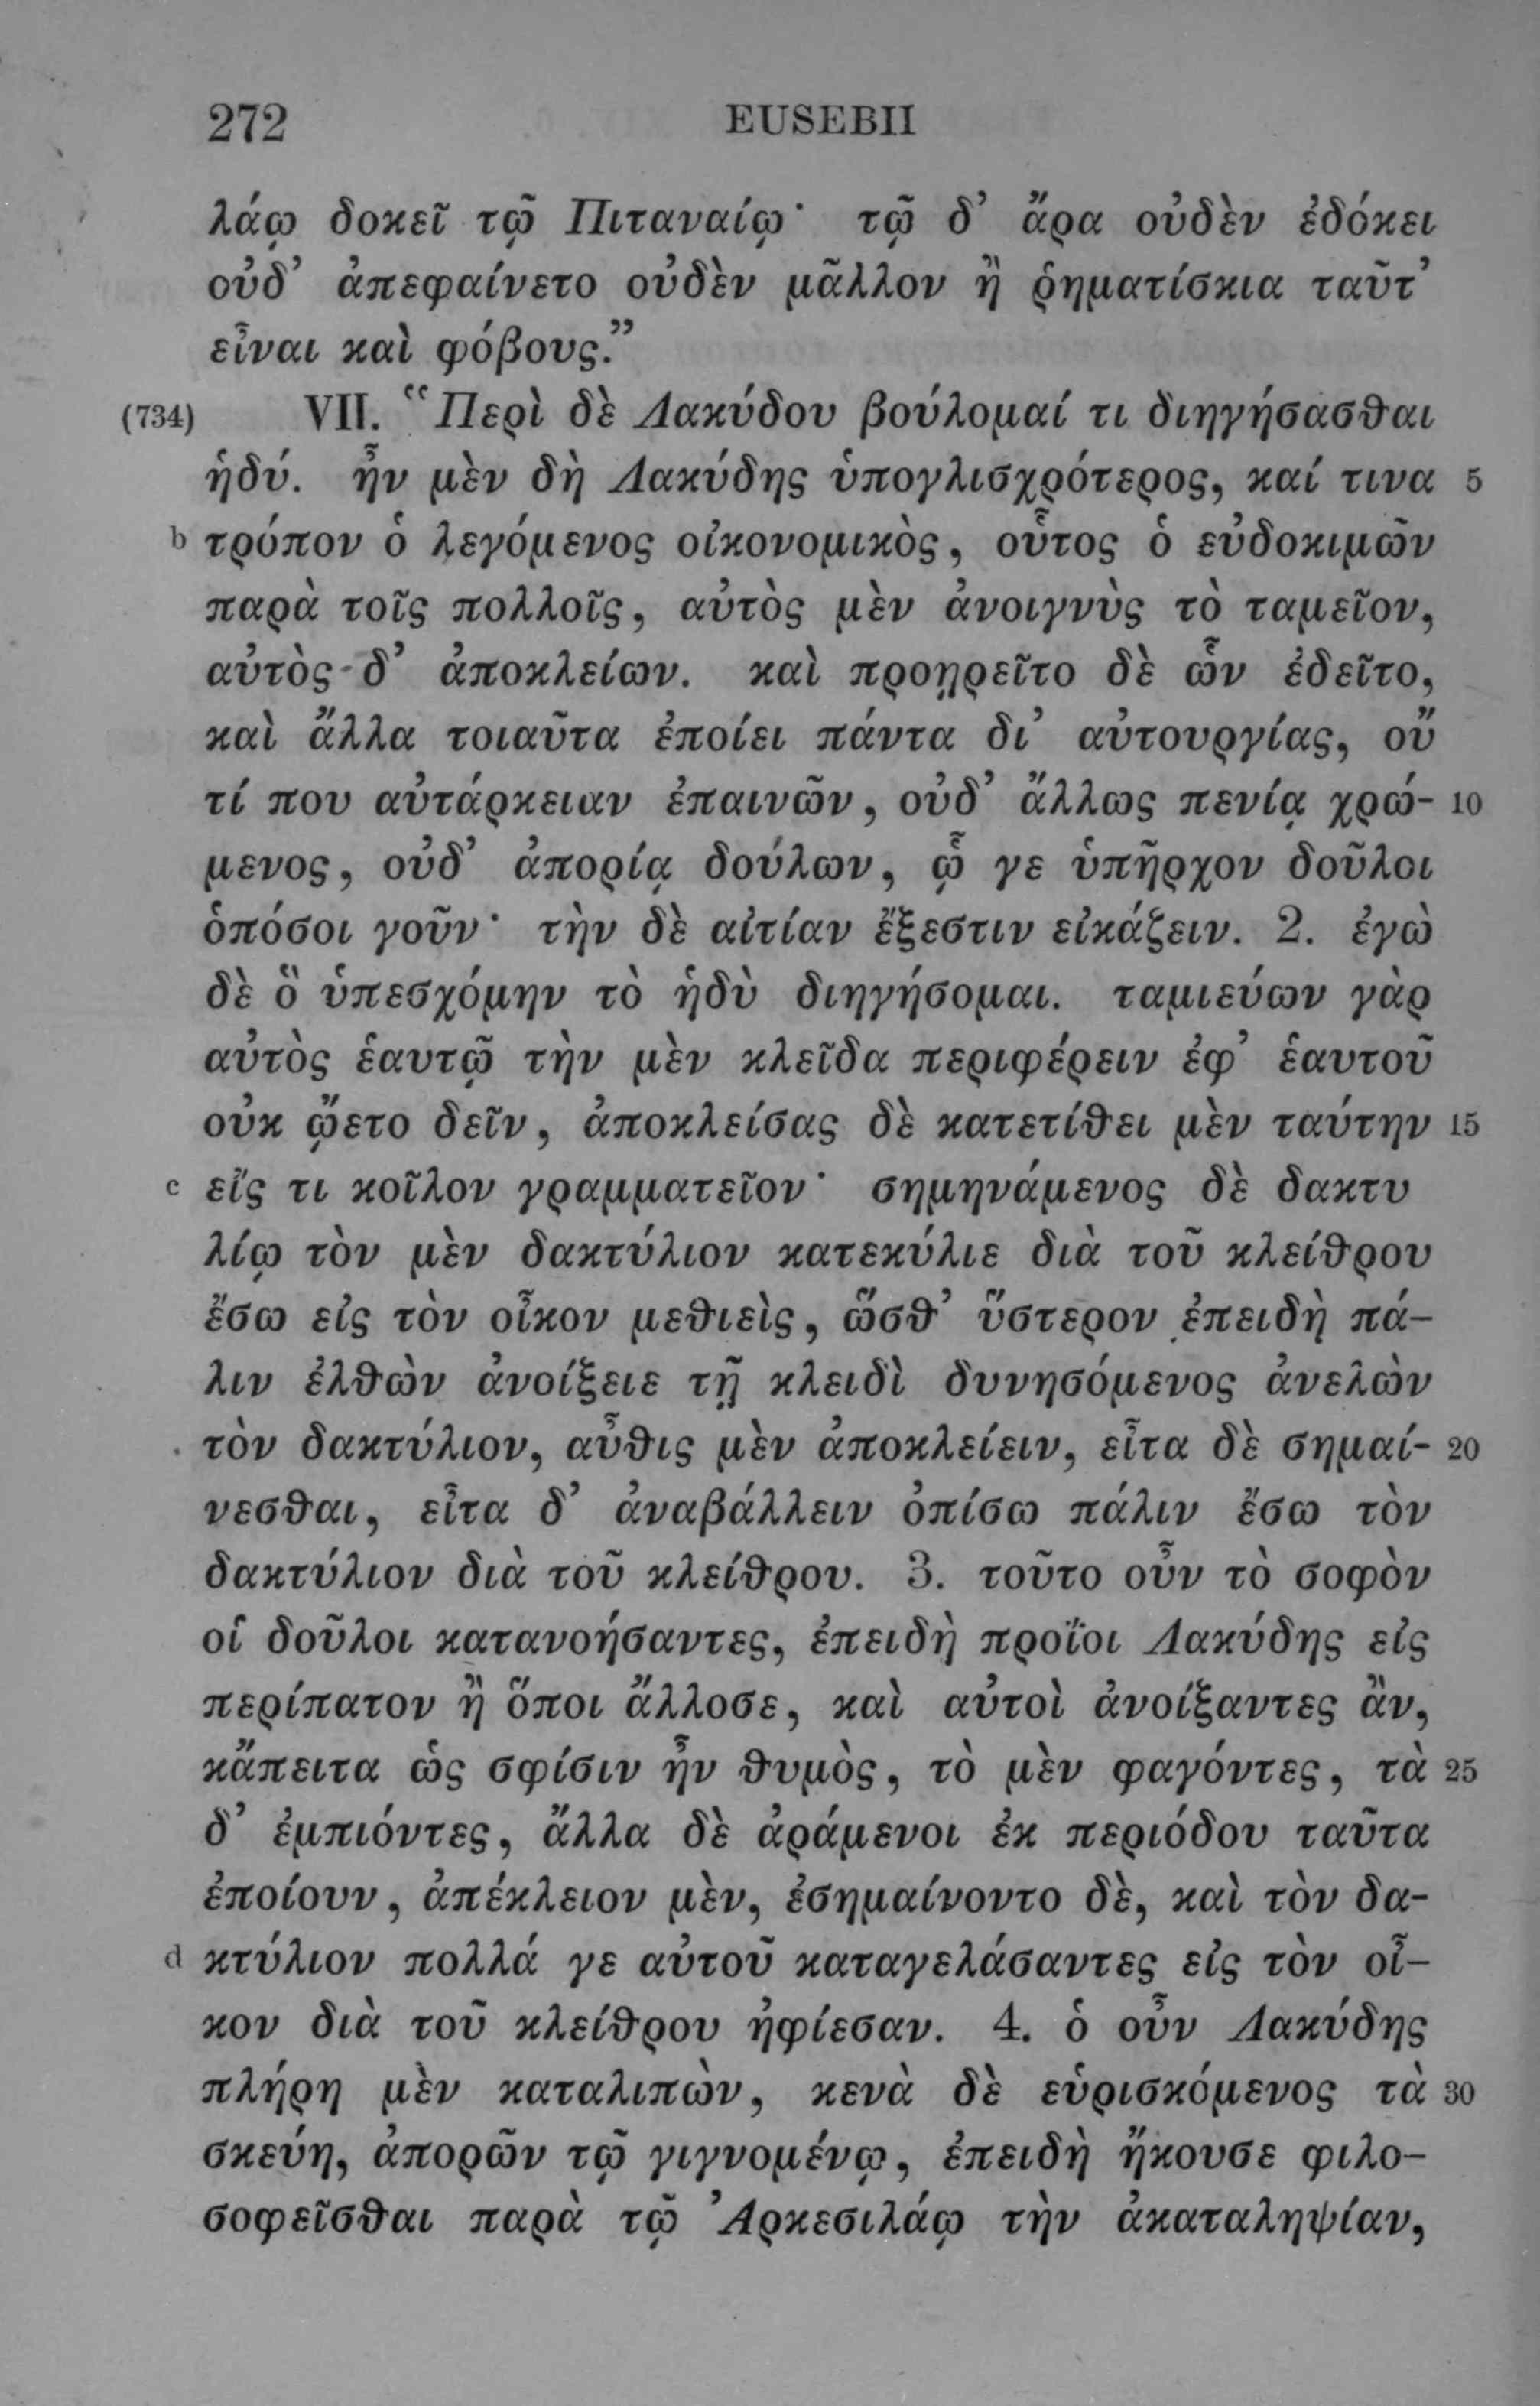 272 EUSEBII
λάῳ δοκεῖ τῷ Πιταναίῳ· τῷ δ’ ἄρα οὐδὲν ἐδόκει
οὐδ’ ἀπεφαίνετο οὐδὲν μᾶλλον ἢ ῥηματίσκια ταῦτ’
εἶναι καὶ φόβους.”
(734) VII. “Περὶ δὲ Λακύδου βούλομαί τι διηγήσασθαι
ἡδύ. ἦν μὲν δὴ Λακύδης ὑπογλισχρότερος, καί τινα 5
b τρόπον ὁ λεγόμενος οἰκονομικὸς, οὗτος ὁ εὐδοκιμῶν
παρὰ τοῖς πολλοῖς, αὐτὸς μὲν ἀνοιγνὺς τὸ ταμεῖον,
αὐτὸς δ’ ἀποκλείων. καὶ προῃρεῖτο δὲ ὧν ἐδεῖτο,
καὶ ἄλλα τοιαῦτα ἐποίει πάντα δι’ αὐτουργίας, οὔ
τί που αὐτάρκειαν ἐπαινῶν, οὐδ’ ἄλλως πενίᾳ χρώ- 10
μενος, οὐδ’ ἀπορίᾳ δούλων, ᾧ γε ὑπῆρχον δοῦλοι
ὁπόσοι γοῦν· τὴν δὲ αἰτίαν ἔξεστιν εἰκάζειν. 2. ἐγὼ
δὲ ὃ ὑπεσχόμην τὸ ἡδὺ διηγήσομαι. ταμιεύων γὰρ
αὐτὸς ἑαυτῷ τὴν μὲν κλεῖδα περιφέρειν ἐφ’ ἑαυτοῦ
οὐκ ᾤετο δεῖν, ἀποκλείσας δὲ κατετίθει μὲν ταύτην 15
c εἴς τι κοῖλον γραμματεῖον· σημηνάμενος δὲ δακτυ
λίῳ τὸν μὲν δακτύλιον κατεκύλιε διὰ τοῦ κλείθρου
ἔσω εἰς τὸν οἶκον μεθιεὶς, ὥσθ’ ὕστερον ἐπειδὴ πά-
λιν ἐλθὼν ἀνοίξειε τῇ κλειδὶ δυνησόμενος ἀνελὼν
τὸν δακτύλιον, αὖθις μὲν ἀποκλείειν, εἶτα δὲ σημαί- 20
νεσθαι, εἶτα δ’ ἀναβάλλειν ὀπίσω πάλιν ἔσω τὸν
δακτύλιον διὰ τοῦ κλείθρου. 3. τοῦτο οὖν τὸ σοφὸν
οἱ δοῦλοι κατανοήσαντες, ἐπειδὴ προΐοι Λακύδης εἰς
περίπατον ἢ ὅποι ἄλλοσε, καὶ αὐτοὶ ἀνοίξαντες ἂν,
κἄπειτα ὡς σφίσιν ἦν θυμὸς, τὸ μὲν φαγόντες, τὰ 25
δ’ ἐμπιόντες, ἄλλα δὲ ἀράμενοι ἐκ περιόδου ταῦτα
ἐποίουν, ἀπέκλειον μὲν, ἐσημαίνοντο δὲ, καὶ τὸν δα-
d κτύλιον πολλά γε αὐτοῦ καταγελάσαντες εἰς τὸν οἶ-
κον διὰ τοῦ κλείθρου ἠφίεσαν. 4. ὁ οὖν Λακύδης
πλήρη μὲν καταλιπὼν, κενὰ δὲ εὑρισκόμενος τὰ 30
σκεύη, ἀπορῶν τῷ γιγνομένῳ, ἐπειδὴ ἤκουσε φιλο-
σοφεῖσθαι παρὰ τῷ Ἀρκεσιλάῳ τὴν ἀκαταληψίαν,